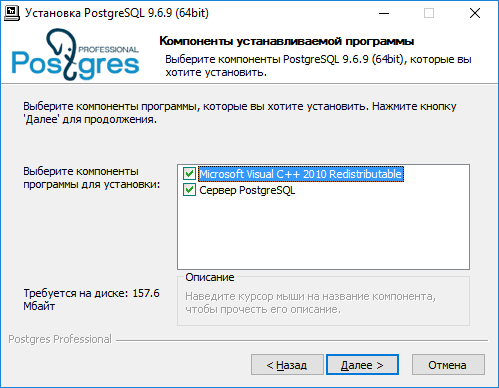 Установка PostgreSQL 9.6.9 (64bit)
PROFESSIONAL
Postgres
Компоненты устанавливаемой программы
Выберите компоненты PostgreSQL 9.6.9 (64bit), которые вы
хотите установить.
Выберите компоненты программы, которые вы хотите установить. Нажмите кнопку
'Далее' для продолжения.
Выберите компоненты
программы для установки:
Microsoft Visual C++ 2010 Redistributable
Сервер PostgreSQL
Требуется на диске: 157.6
Мбайт
Описание
Наведите курсор мыши на название компонента,
чтобы прочесть его описание.
Postgres Professional
< Назад
Далее >
Отмена